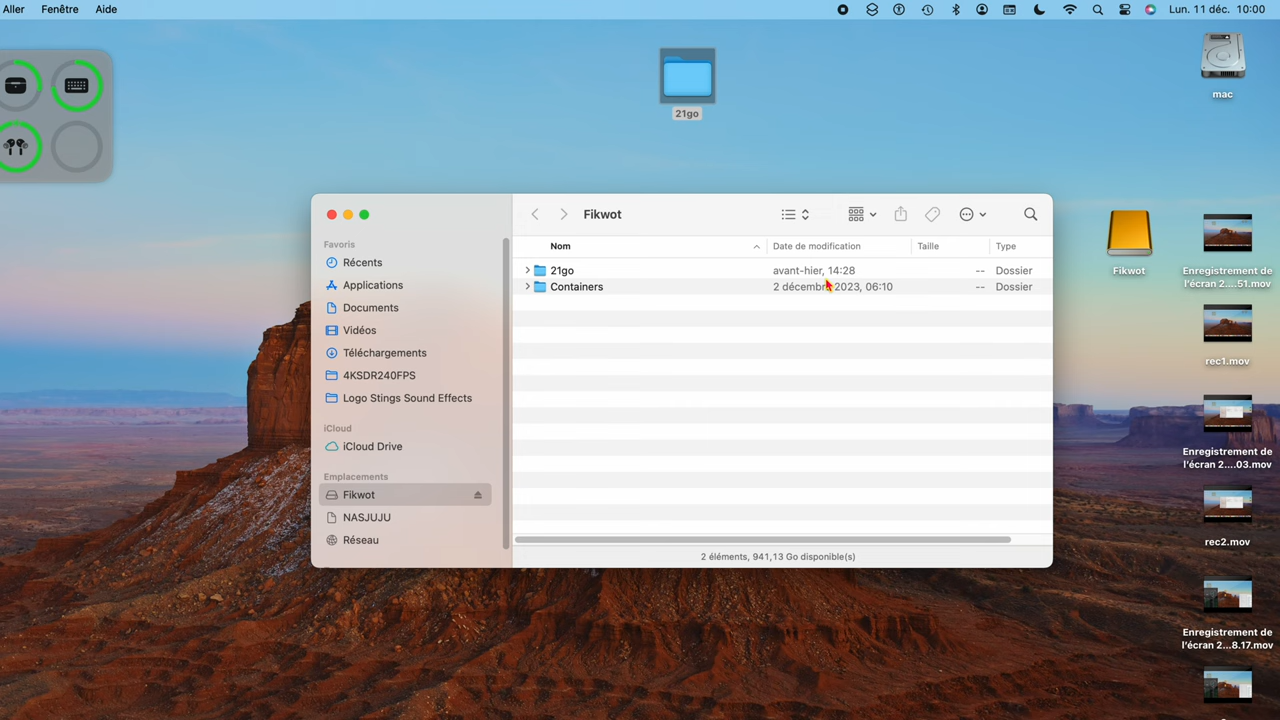 Aller Fenêtre Aide Lun. 11 déc. 10:00
21go
mac
Fikwot
Favoris
Récents
Applications
Documents
Vidéos
Téléchargements
4KSDR240FPS
Logo Stings Sound Effects
iCloud
iCloud Drive
Emplacements
Fikwot
NASJUJU
Réseau
Nom Date de modification Taille Type
21go avant-hier, 14:28 -- Dossier
Containers 2 décembre 2023, 06:10 -- Dossier
2 éléments, 941,13 Go disponible(s)
Fikwot
Enregistrement de
l'écran 2....51.mov
rec1.mov
Enregistrement de
l'écran 2....03.mov
rec2.mov
Enregistrement de
l'écran 2...8.17.mov